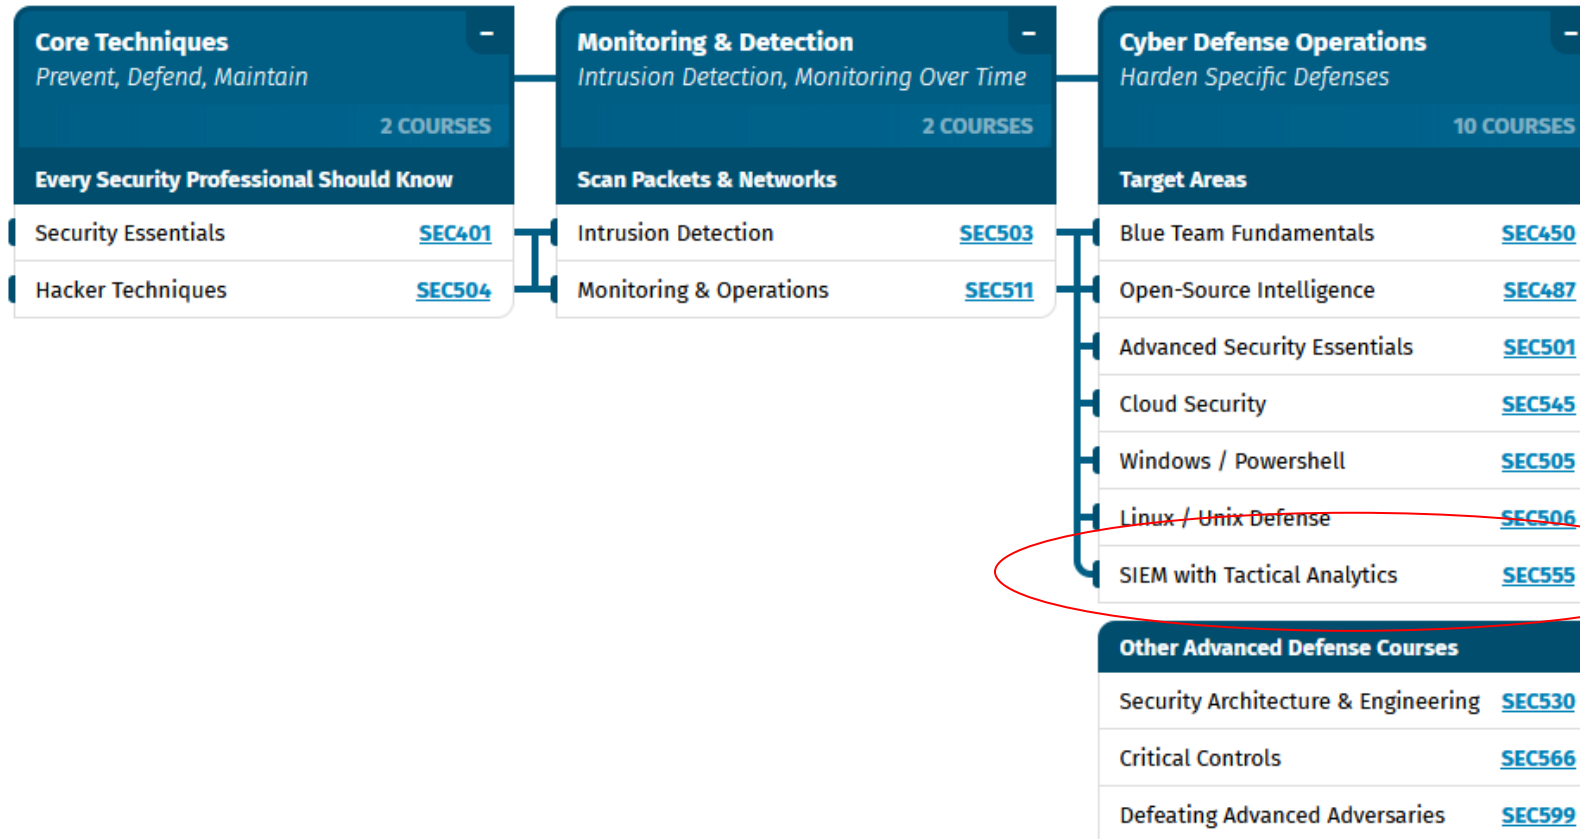 Core Techniques
–
Prevent, Defend, Maintain
2 COURSES
Every Security Professional Should Know
Security Essentials SEC401
Hacker Techniques SEC504
Monitoring & Detection
–
Intrusion Detection, Monitoring Over Time
2 COURSES
Scan Packets & Networks
Intrusion Detection SEC503
Monitoring & Operations SEC511
Cyber Defense Operations
–
Harden Specific Defenses
10 COURSES
Target Areas
Blue Team Fundamentals SEC450
Open-Source Intelligence SEC487
Advanced Security Essentials SEC501
Cloud Security SEC545
Windows / Powershell SEC505
Linux / Unix Defense SEC506
SIEM with Tactical Analytics SEC555
Other Advanced Defense Courses
Security Architecture & Engineering SEC530
Critical Controls SEC566
Defeating Advanced Adversaries SEC599